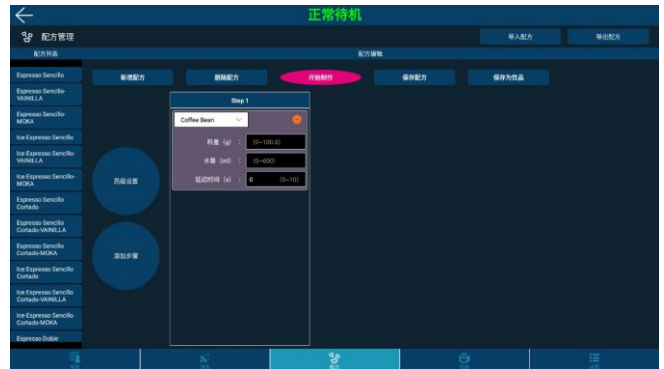 正常待机
配方管理
导入配方
导出配方
配方列表
配方编辑
Espresso Sencillo
Espresso Sencillo-
VAINILLA
Espresso Sencillo-
MOKA
Ice Espresso Sencillo
Ice Espresso Sencillo-
VAINILLA
Ice Espresso Sencillo-
MOKA
Espresso Sencillo
Cortado
Espresso Sencillo
Cortado-VAINILLA
Espresso Sencillo
Cortado-MOKA
Ice Espresso Sencillo
Cortado
Ice Espresso Sencillo
Cortado-VAINILLA
Ice Espresso Sencillo
Cortado-MOKA
Espresso Doble
新增配方
删除配方
开始制作
保存配方
保存为饮品
高级设置
添加步骤
Step 1
Coffee Bean
料量 (g) : (0~100.0)
水量 (ml) : (0~600)
延迟时间 (s) : 0 (0~10)
配方